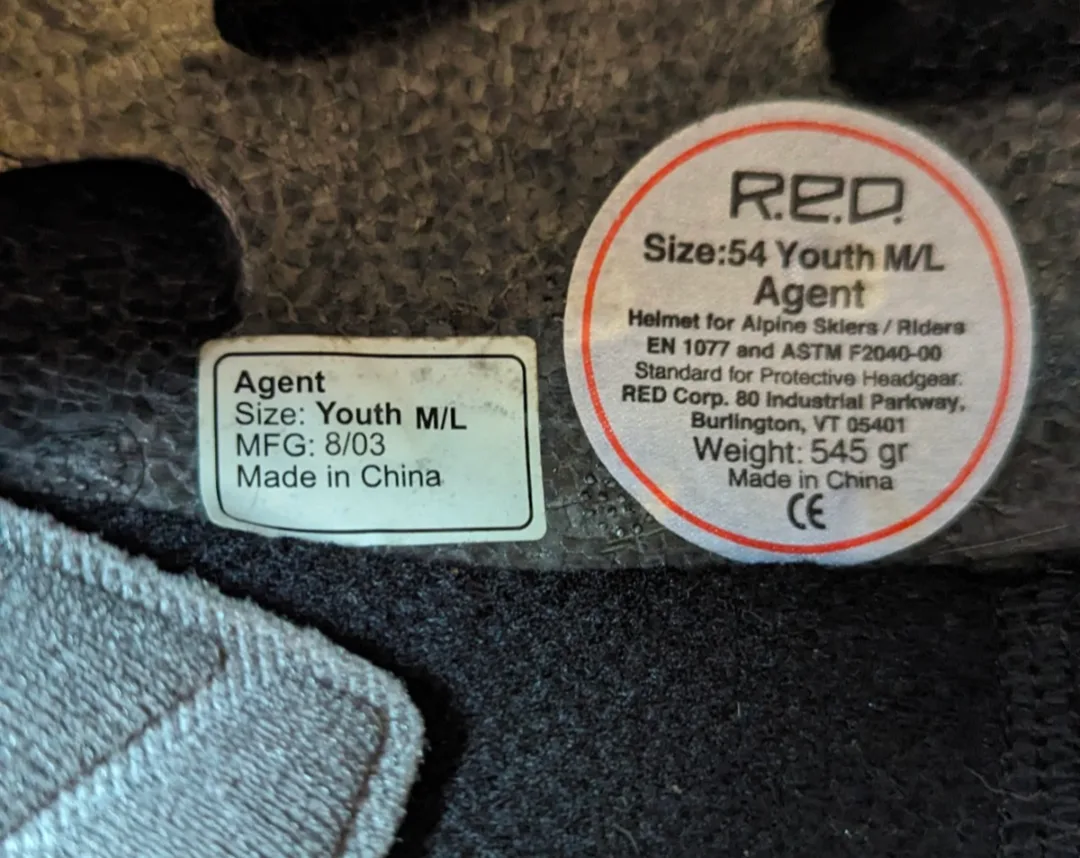 Agent
Size: Youth M/L
MFG: 8/03
Made in China
R.E.D.
Size:54 Youth M/L
Agent
Helmet for Alpine Skiers / Riders
EN 1077 and ASTM F2040-00
Standard for Protective Headgear.
RED Corp. 80 Industrial Parkway,
Burlington, VT 05401
Weight: 545 gr
Made in China
CE